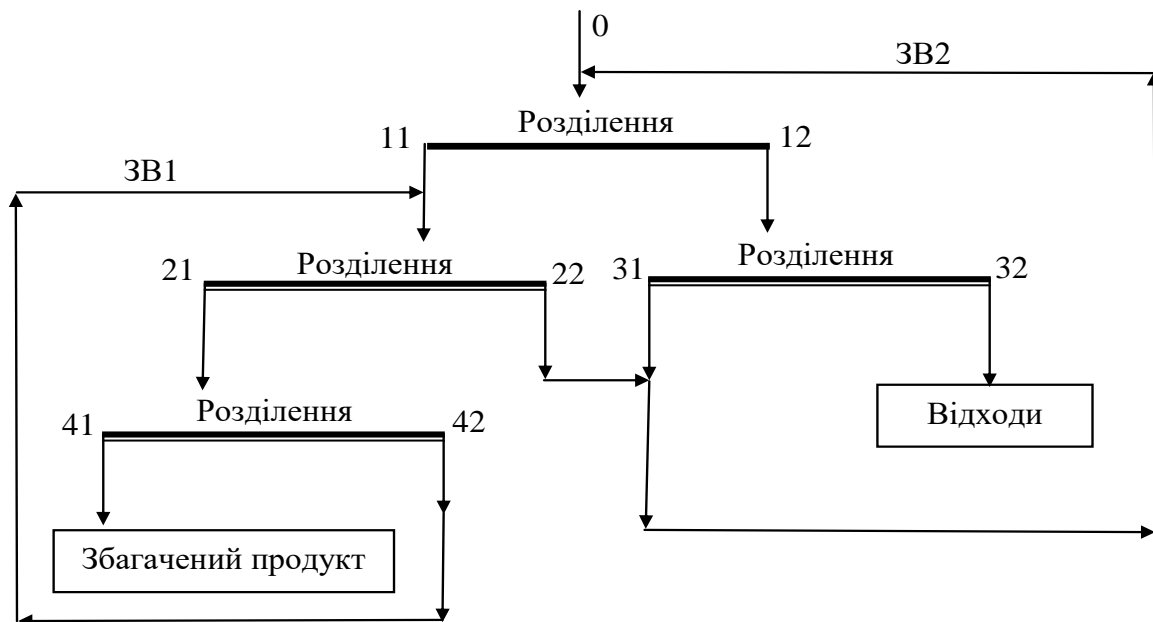 0
ЗВ2
Розділення
11
12
ЗВ1
Розділення
21
22
Розділення
31
32
Розділення
41
42
Відходи
Збагачений продукт